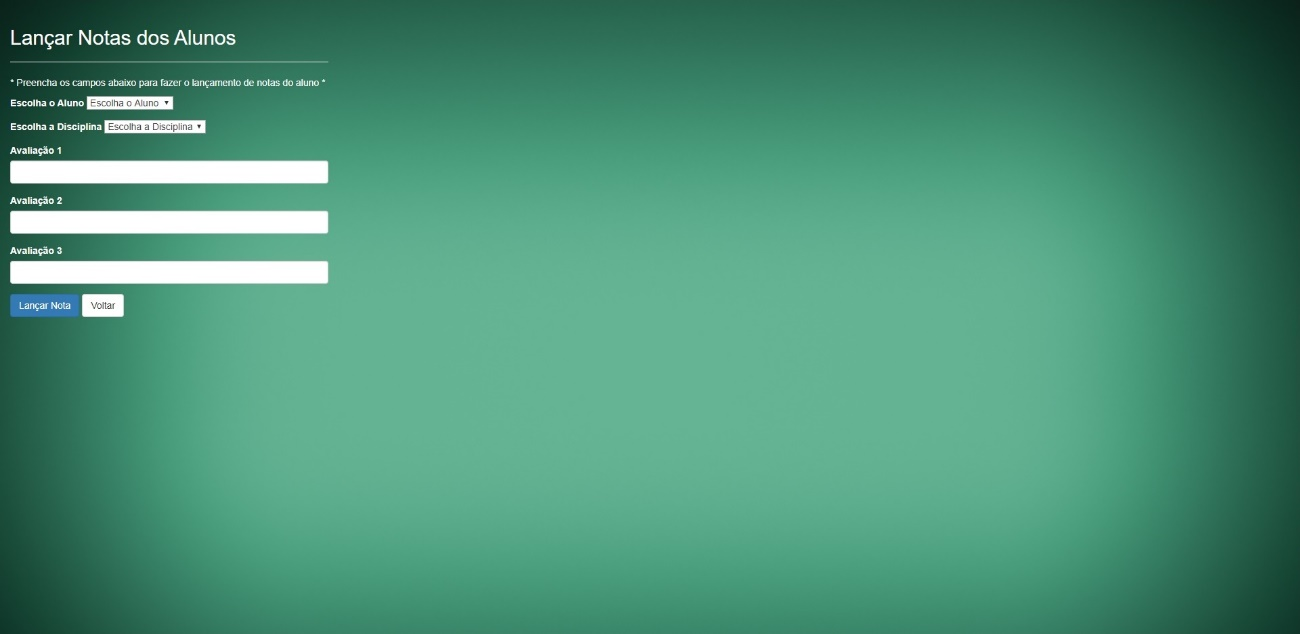 Lançar Notas dos Alunos
* Preencha os campos abaixo para fazer o lançamento de notas do aluno *
Escolha o Aluno Escolha o Aluno
Escolha a Disciplina Escolha a Disciplina
Avaliação 1
Avaliação 2
Avaliação 3
Lançar Nota Voltar